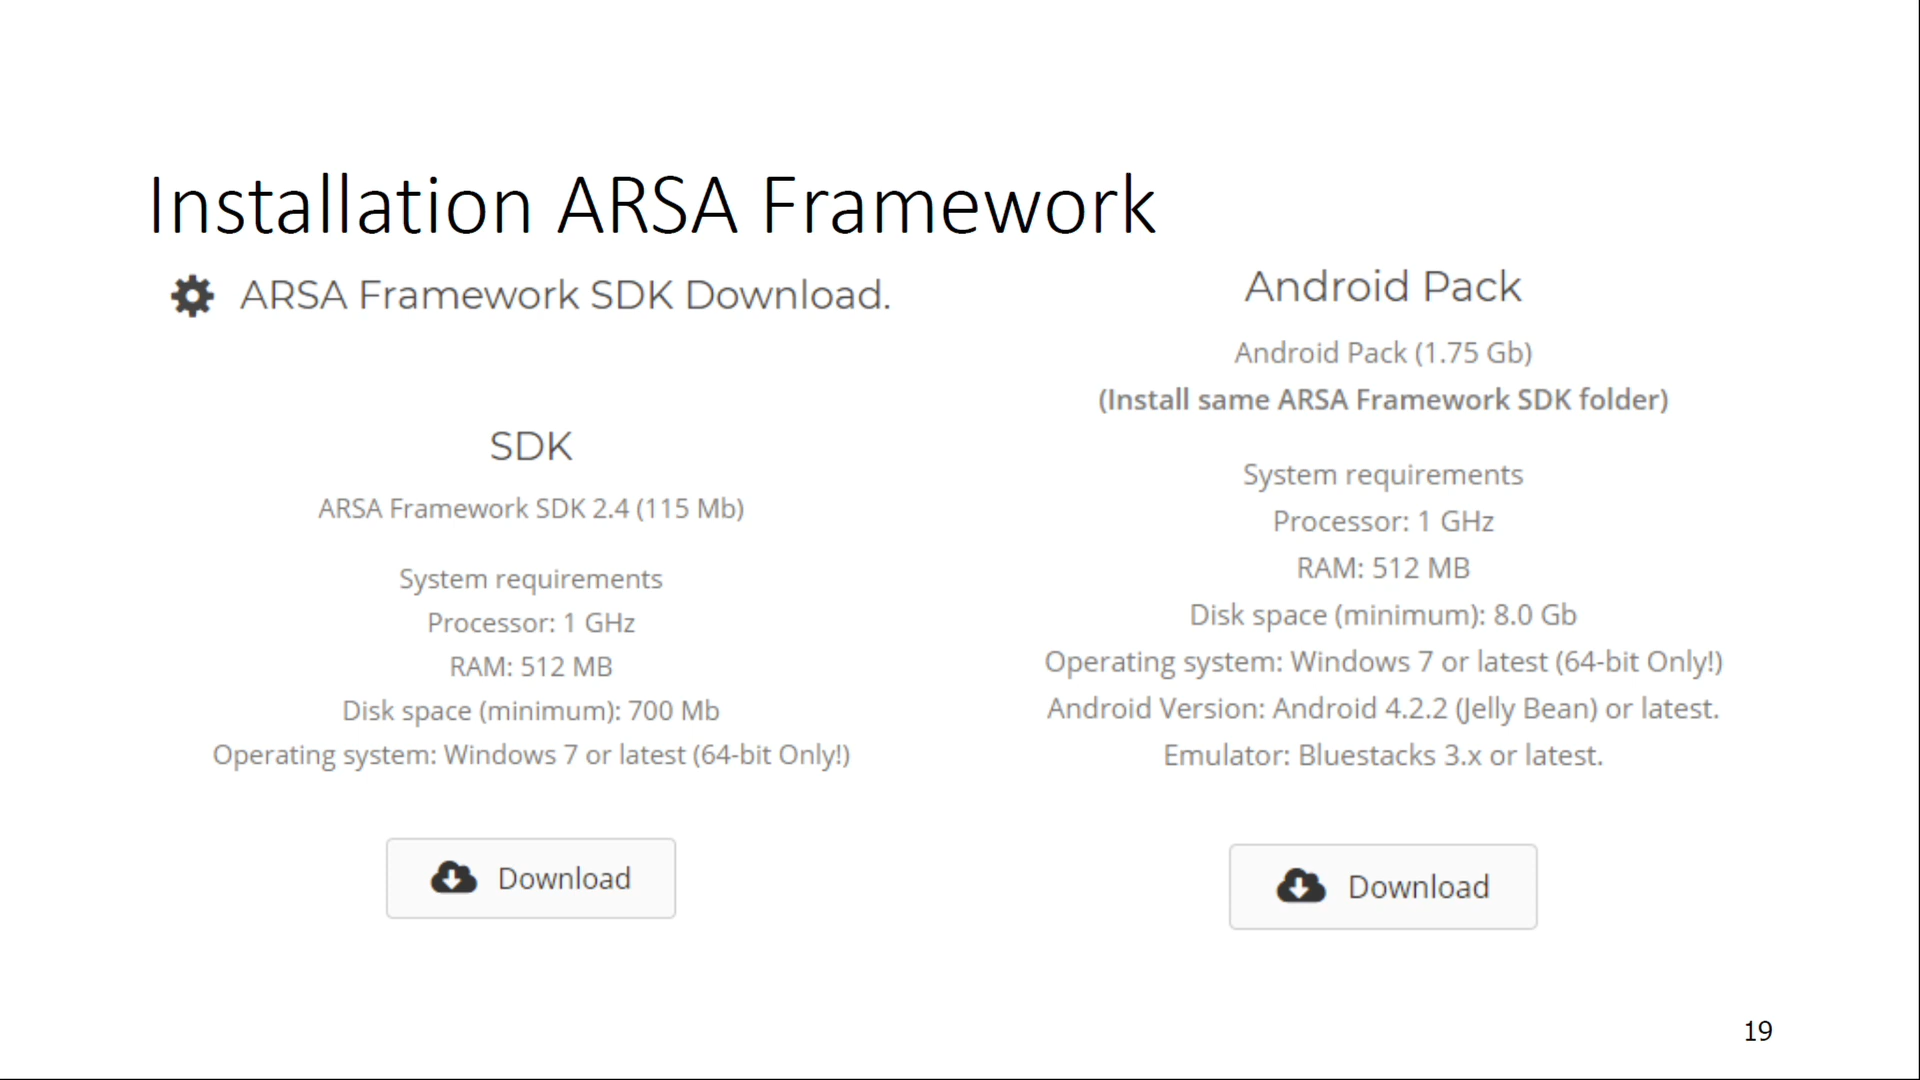 Installation ARSA Framework
ARSA Framework SDK Download.
SDK
ARSA Framework SDK 2.4 (115 Mb)
System requirements
Processor: 1 GHz
RAM: 512 MB
Disk space (minimum): 700 Mb
Operating system: Windows 7 or latest (64-bit Only!)
Download
Android Pack
Android Pack (1.75 Gb)
(Install same ARSA Framework SDK folder)
System requirements
Processor: 1 GHz
RAM: 512 MB
Disk space (minimum): 8.0 Gb
Operating system: Windows 7 or latest (64-bit Only!)
Android Version: Android 4.2.2 (Jelly Bean) or latest.
Emulator: Bluestacks 3.x or latest.
Download
19